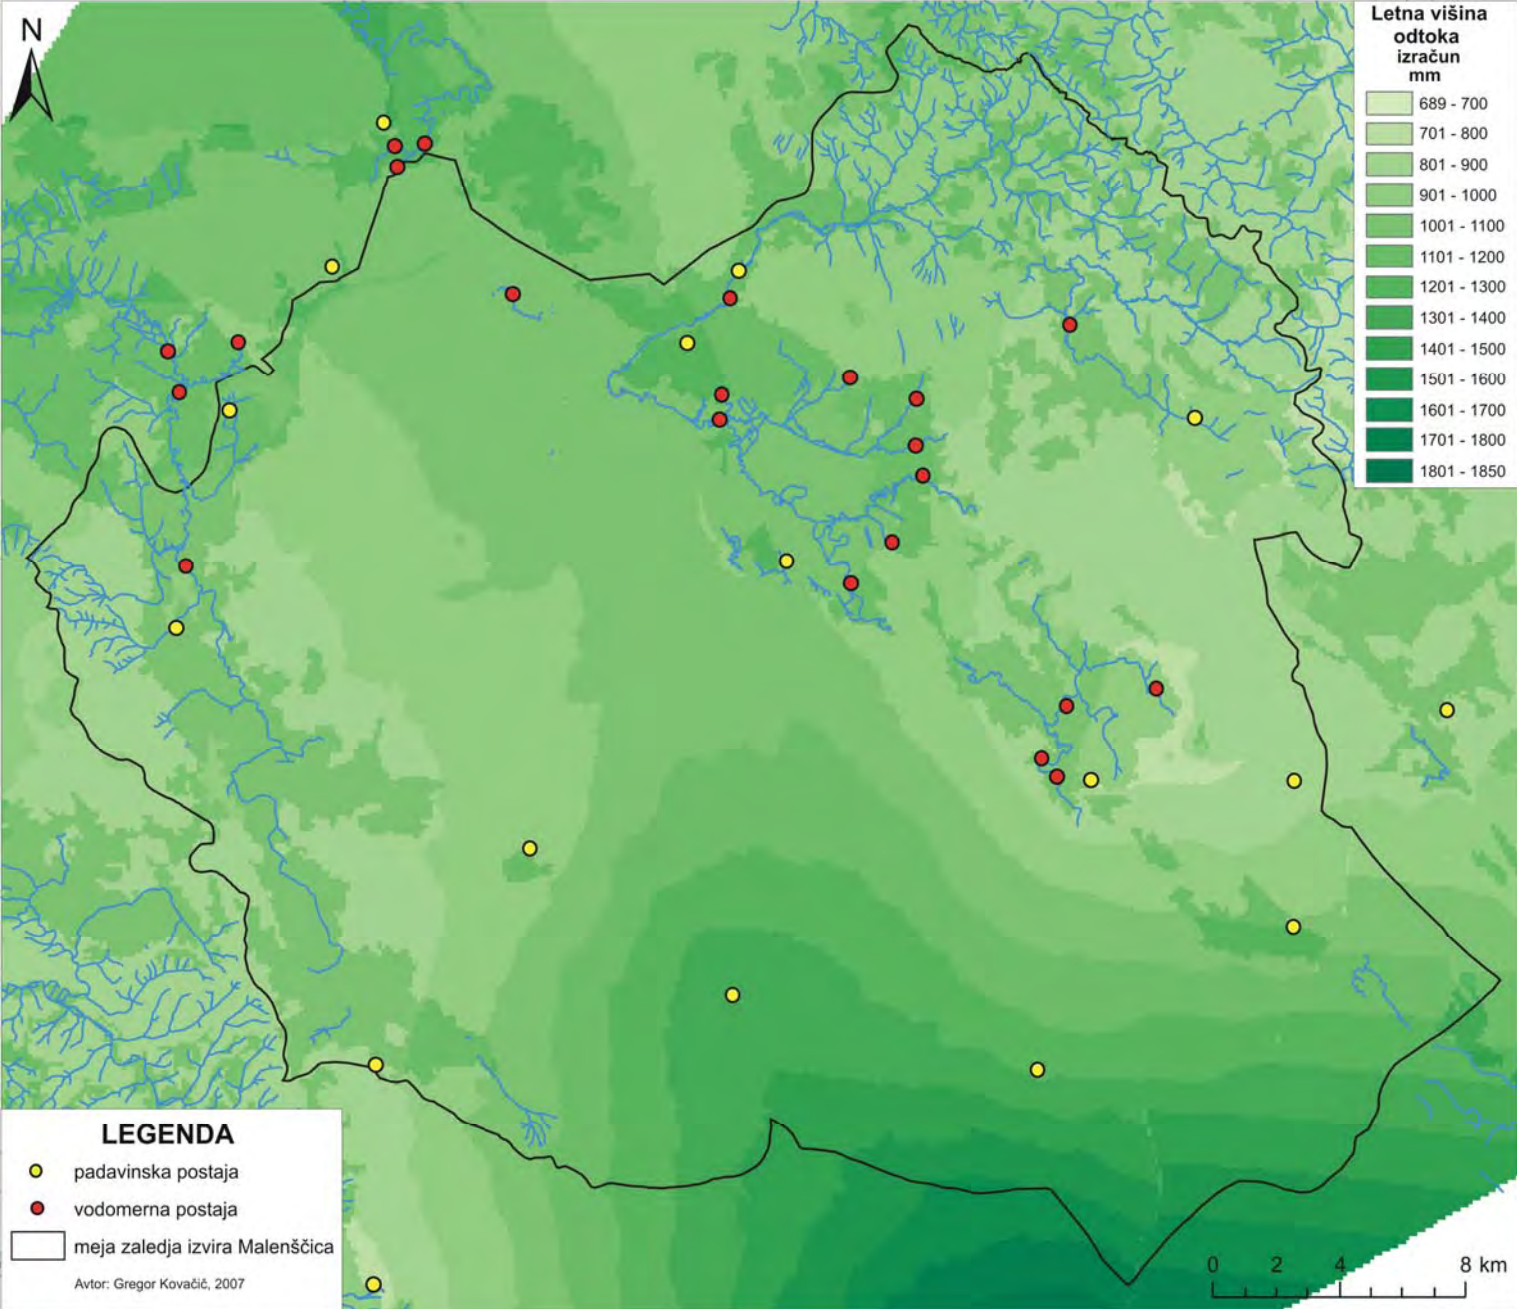 N
Letna višina
odtoka
izračun
mm
689 - 700
701 - 800
801 - 900
901 - 1000
1001 - 1100
1101 - 1200
1201 - 1300
1301 - 1400
1401 - 1500
1501 - 1600
1601 - 1700
1701 - 1800
1801 - 1850
LEGENDA
padavinska postaja
vodomerna postaja
meja zaledja izvira Malenščica
Avtor: Gregor Kovačič, 2007
0 2 4 8 km